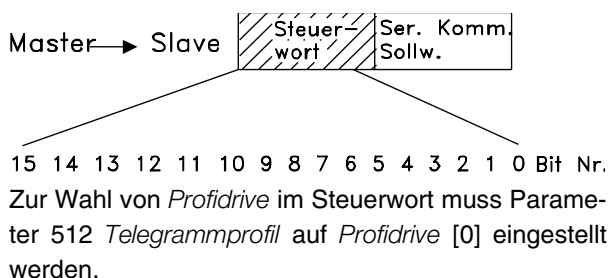 Master → Slave Steuer- Ser. Komm.
wort Sollw.
15 14 13 12 11 10 9 8 7 6 5 4 3 2 1 0 Bit Nr.
Zur Wahl von Profidrive im Steuerwort muss Parame-
ter 512 Telegrammprofil auf Profidrive [0] eingestellt
werden.